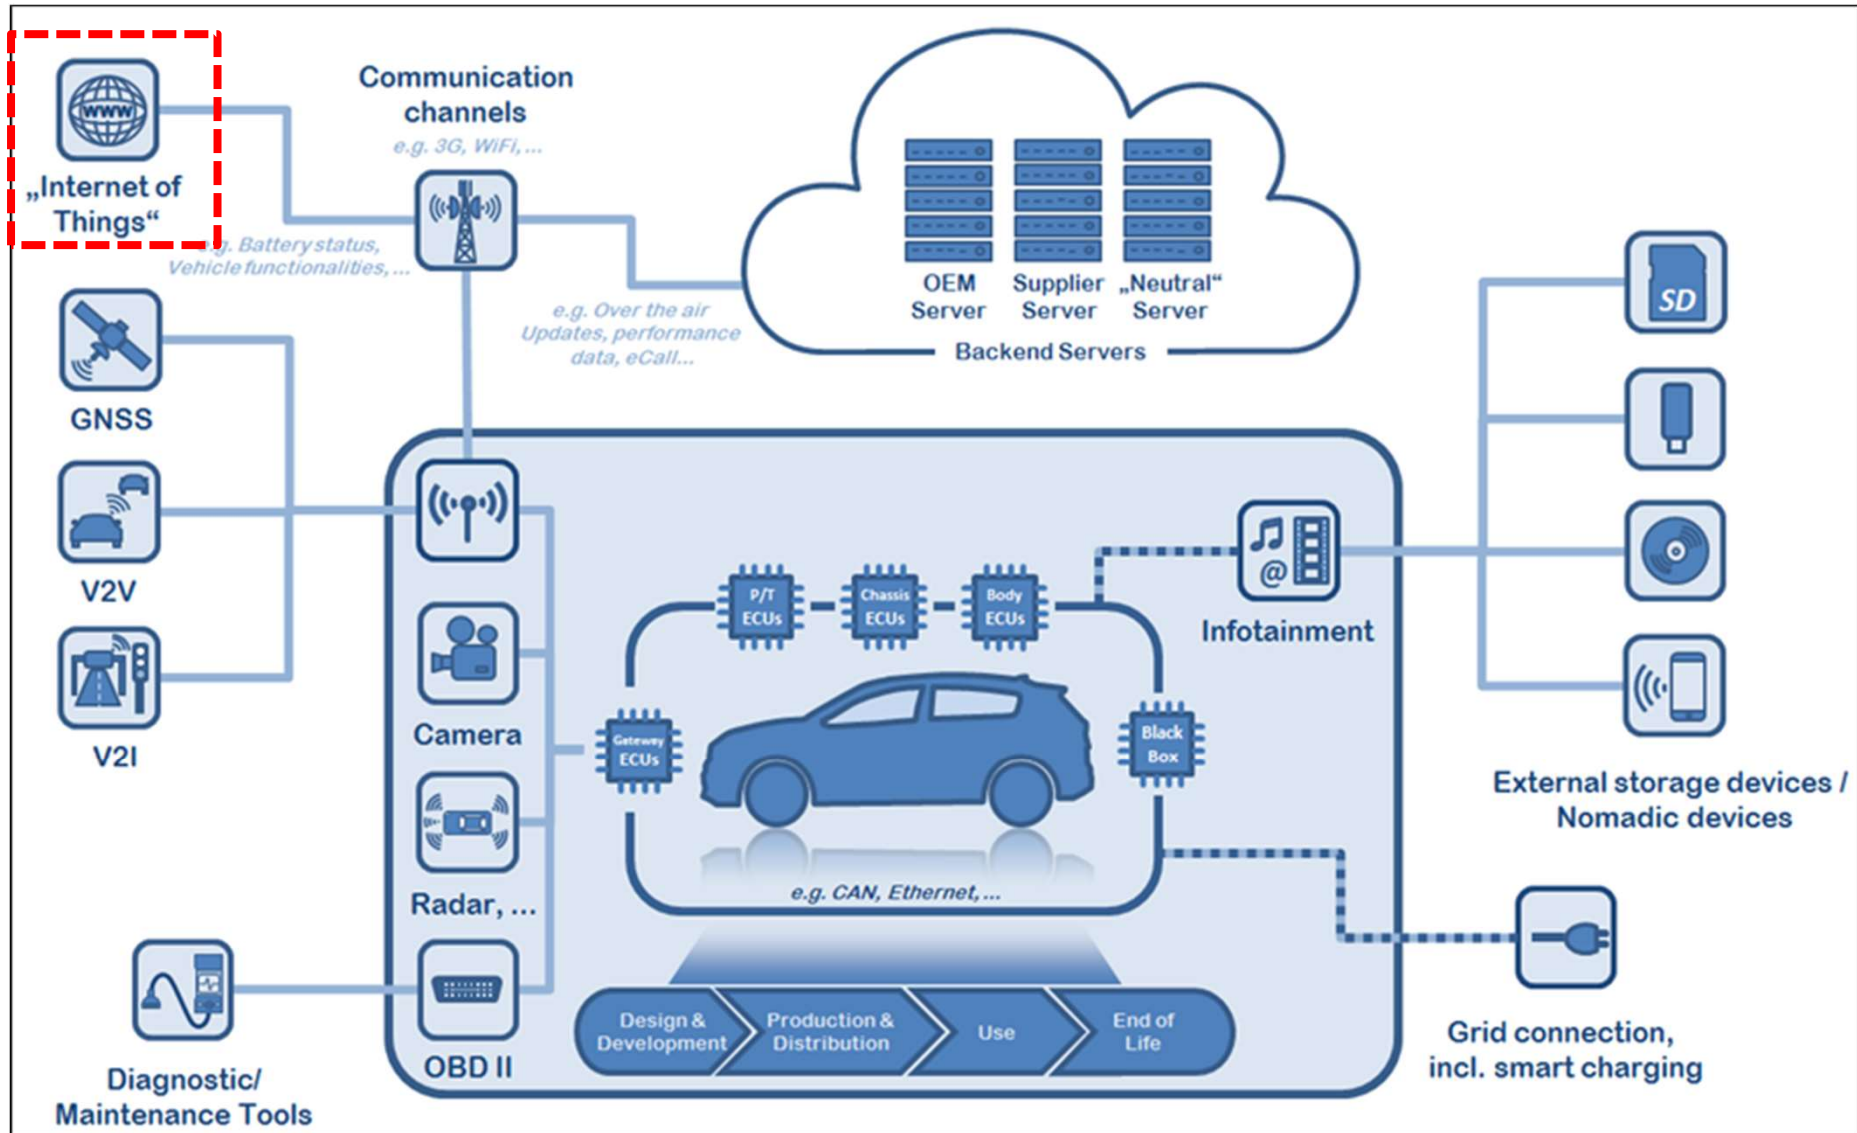 www
„Internet of
Things“
Communication
channels
e.g. 3G, WiFi, ...
e.g. Battery status,
Vehicle functionalities, ...
e.g. Over the air
Updates, performance
data, eCall...
OEM
Server
Supplier
Server
„Neutral“
Server
Backend Servers
GNSS
V2V
V2I
Camera
Radar, ...
OBD II
Diagnostic/
Maintenance Tools
P/T
ECUs
Chassis
ECUs
Body
ECUs
Gateway
ECUs
Black
Box
e.g. CAN, Ethernet, ...
Design &
Development
Production &
Distribution
Use
End of
Life
@
Infotainment
SD
External storage devices /
Nomadic devices
Grid connection,
incl. smart charging